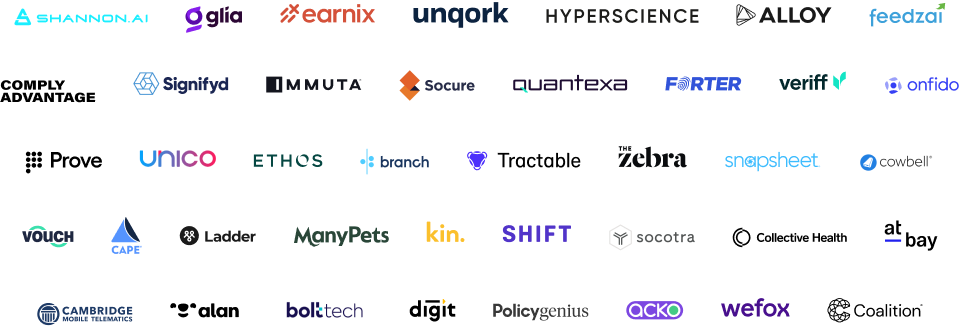 SHANNON.AI glia earnix unqork HYPERSCIENCE ALLOY feedzai
COMPLY
ADVANTAGE Signifyd IMMUTA Socure quantexa FORTER veriff onfido
Prove unico ETHOS branch Tractable THE zebra snapsheet cowbell
VOUCH CAPE Ladder ManyPets kin. SHIFT socotra Collective Health at
bay
CAMBRIDGE
MOBILE TELEMATICS alan bolttech digit Policygenius acko wefox Coalition